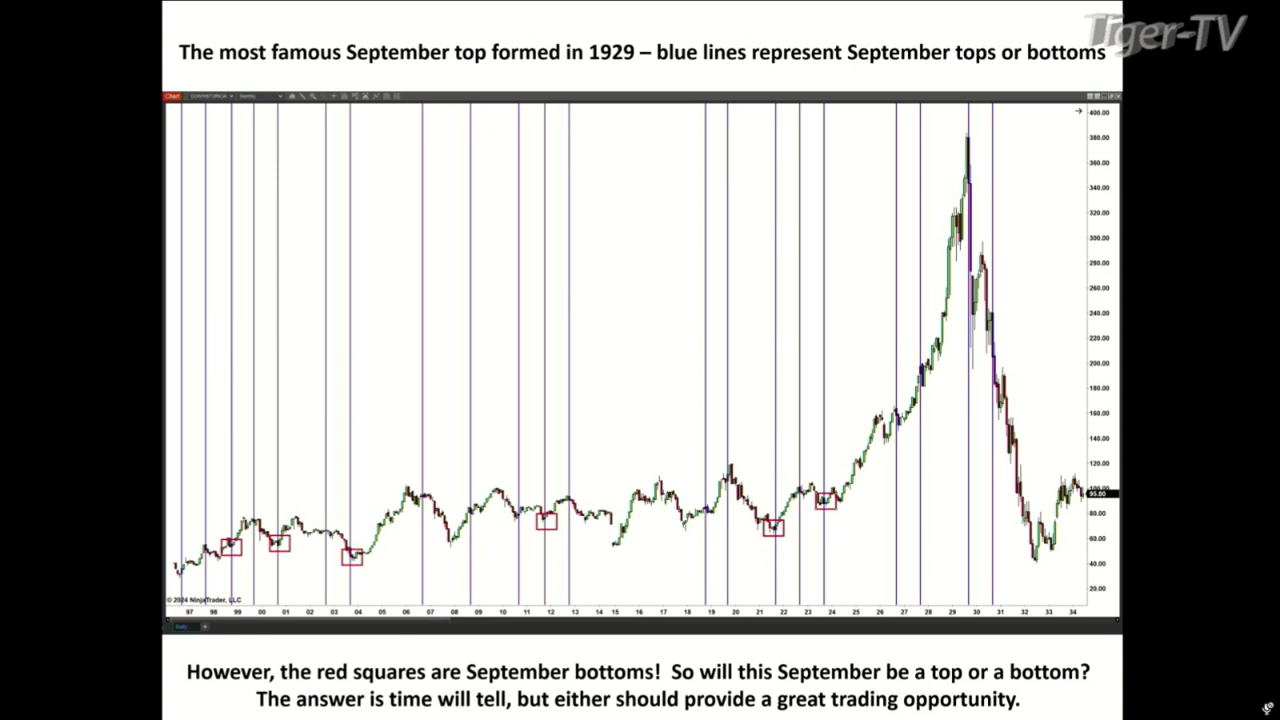 Tiger-TV
The most famous September top formed in 1929 – blue lines represent September tops or bottoms
Chart
Monthly
400.00
380.00
360.00
340.00
320.00
300.00
280.00
260.00
240.00
220.00
200.00
180.00
160.00
140.00
120.00
100.00
95.80
80.00
60.00
40.00
20.00
© 2024 NinjaTrader, LLC
97 98 99 00 01 02 03 04 05 06 07 08 09 10 11 12 13 14 15 16 17 18 19 20 21 22 23 24 25 26 27 28 29 30 31 32 33 34
Daily
However, the red squares are September bottoms! So will this September be a top or a bottom?
The answer is time will tell, but either should provide a great trading opportunity.